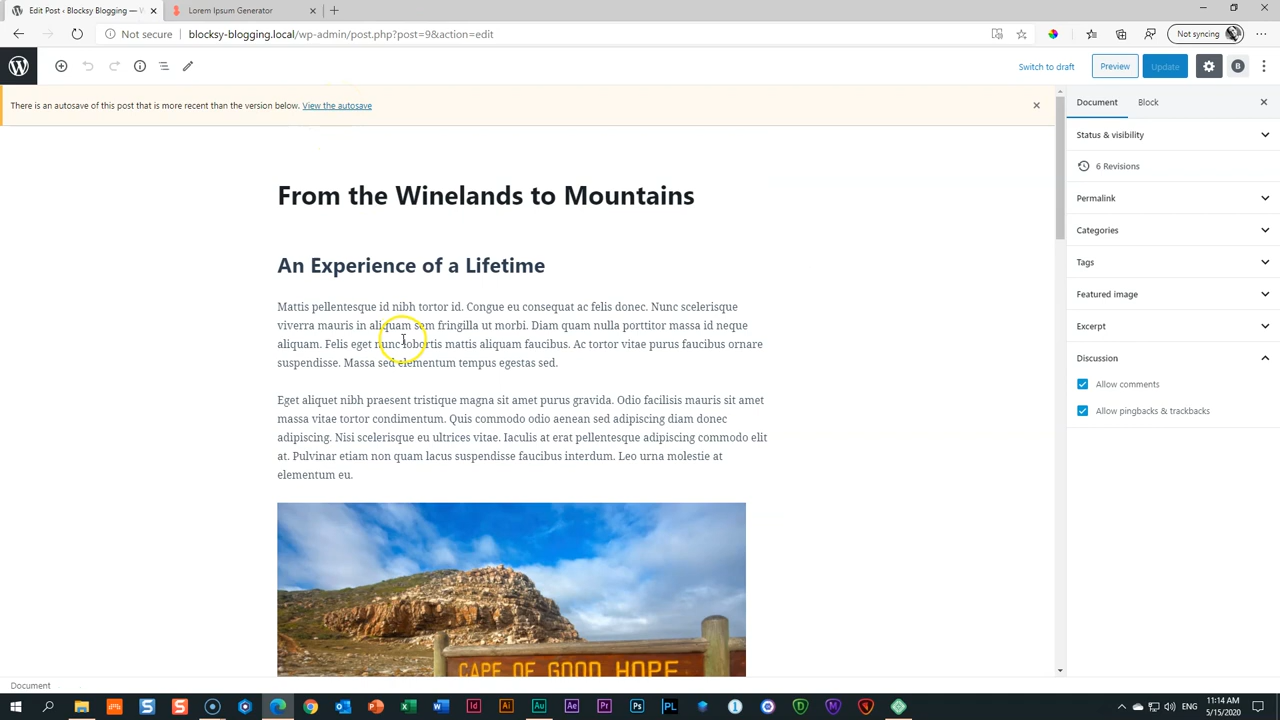 Edit Post ‹ Blocksy Blogging — W
Lorem Ipsum Generator
Not secure
blocksy-blogging.local/wp-admin/post.php?post=9&action=edit
Not syncing
Switch to draft
Preview
Update
B
There is an autosave of this post that is more recent than the version below. View the autosave
Document
Block
Status & visibility
6 Revisions
Permalink
Categories
Tags
Featured image
Excerpt
Discussion
Allow comments
Allow pingbacks & trackbacks
From the Winelands to Mountains
An Experience of a Lifetime
Mattis pellentesque id nibh tortor id. Congue eu consequat ac felis donec. Nunc scelerisque
viverra mauris in aliquam sem fringilla ut morbi. Diam quam nulla porttitor massa id neque
aliquam. Felis eget nunc lobortis mattis aliquam faucibus. Ac tortor vitae purus faucibus ornare
suspendisse. Massa sed elementum tempus egestas sed.
Eget aliquet nibh praesent tristique magna sit amet purus gravida. Odio facilisis mauris sit amet
massa vitae tortor condimentum. Quis commodo odio aenean sed adipiscing diam donec
adipiscing. Nisi scelerisque eu ultrices vitae. Iaculis at erat pellentesque adipiscing commodo elit
at. Pulvinar etiam non quam lacus suspendisse faucibus interdum. Leo urna molestie at
elementum eu.
CAPE OF GOOD HOPE
Document
ENG
11:14 AM
5/15/2020